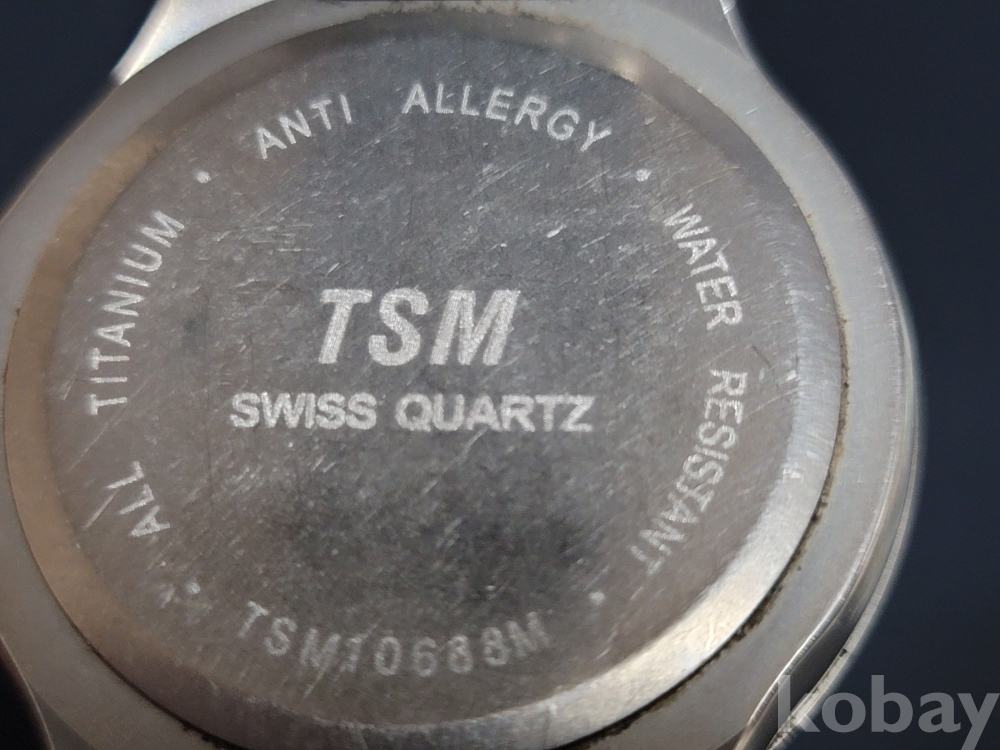 ALL TITANIUM • ANTI ALLERGY • WATER RESISTANT •
TSM
SWISS QUARTZ
TSM10688M
kobay